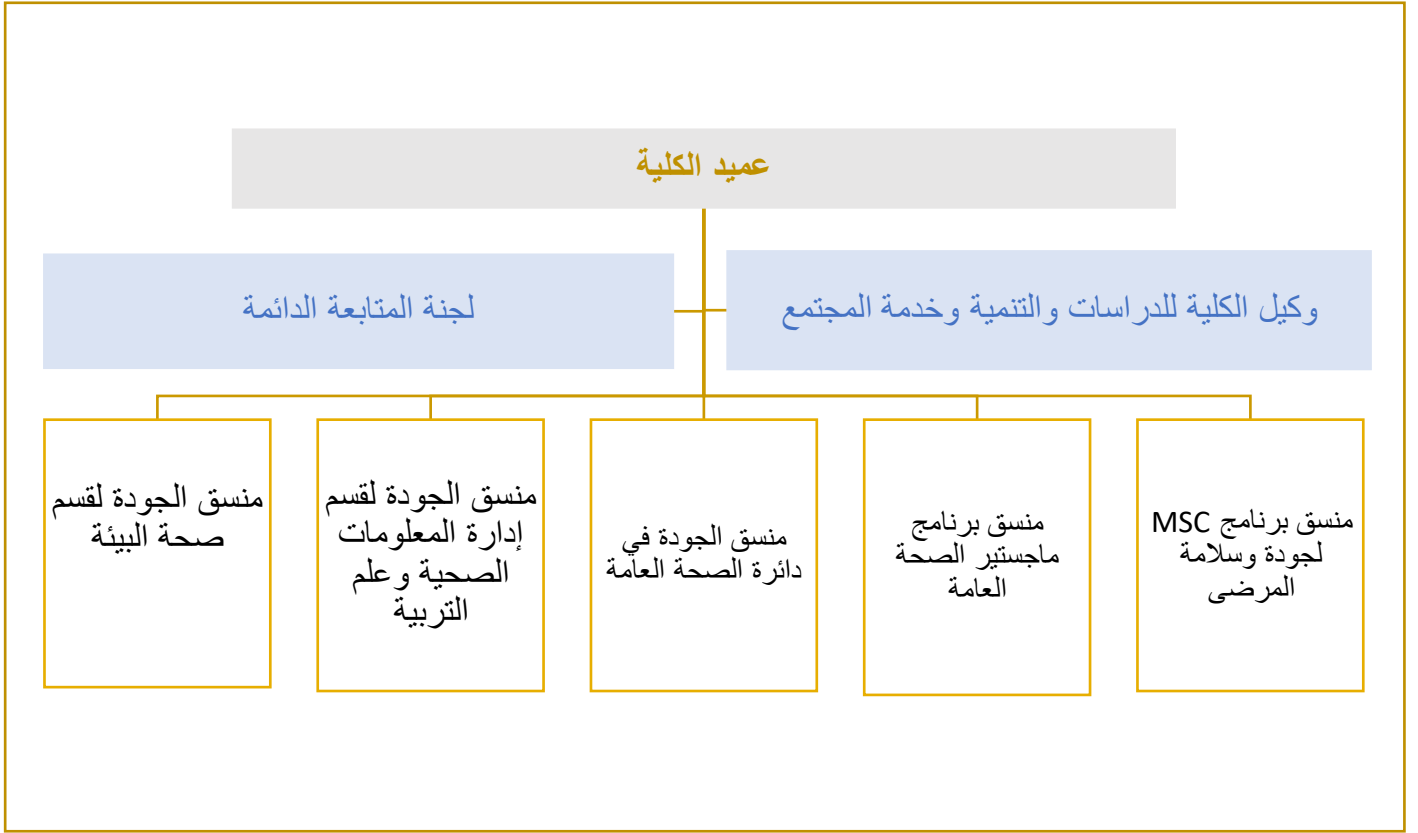 عميد الكلية
وكيل الكلية للدراسات والتنمية وخدمة المجتمع
لجنة المتابعة الدائمة
منسق برنامج MSC
لجودة وسلامة
المرضى
منسق برنامج
ماجستير الصحة
العامة
منسق الجودة في
دائرة الصحة العامة
منسق الجودة لقسم
إدارة المعلومات
الصحية وعلم
التربية
منسق الجودة لقسم
صحة البيئة